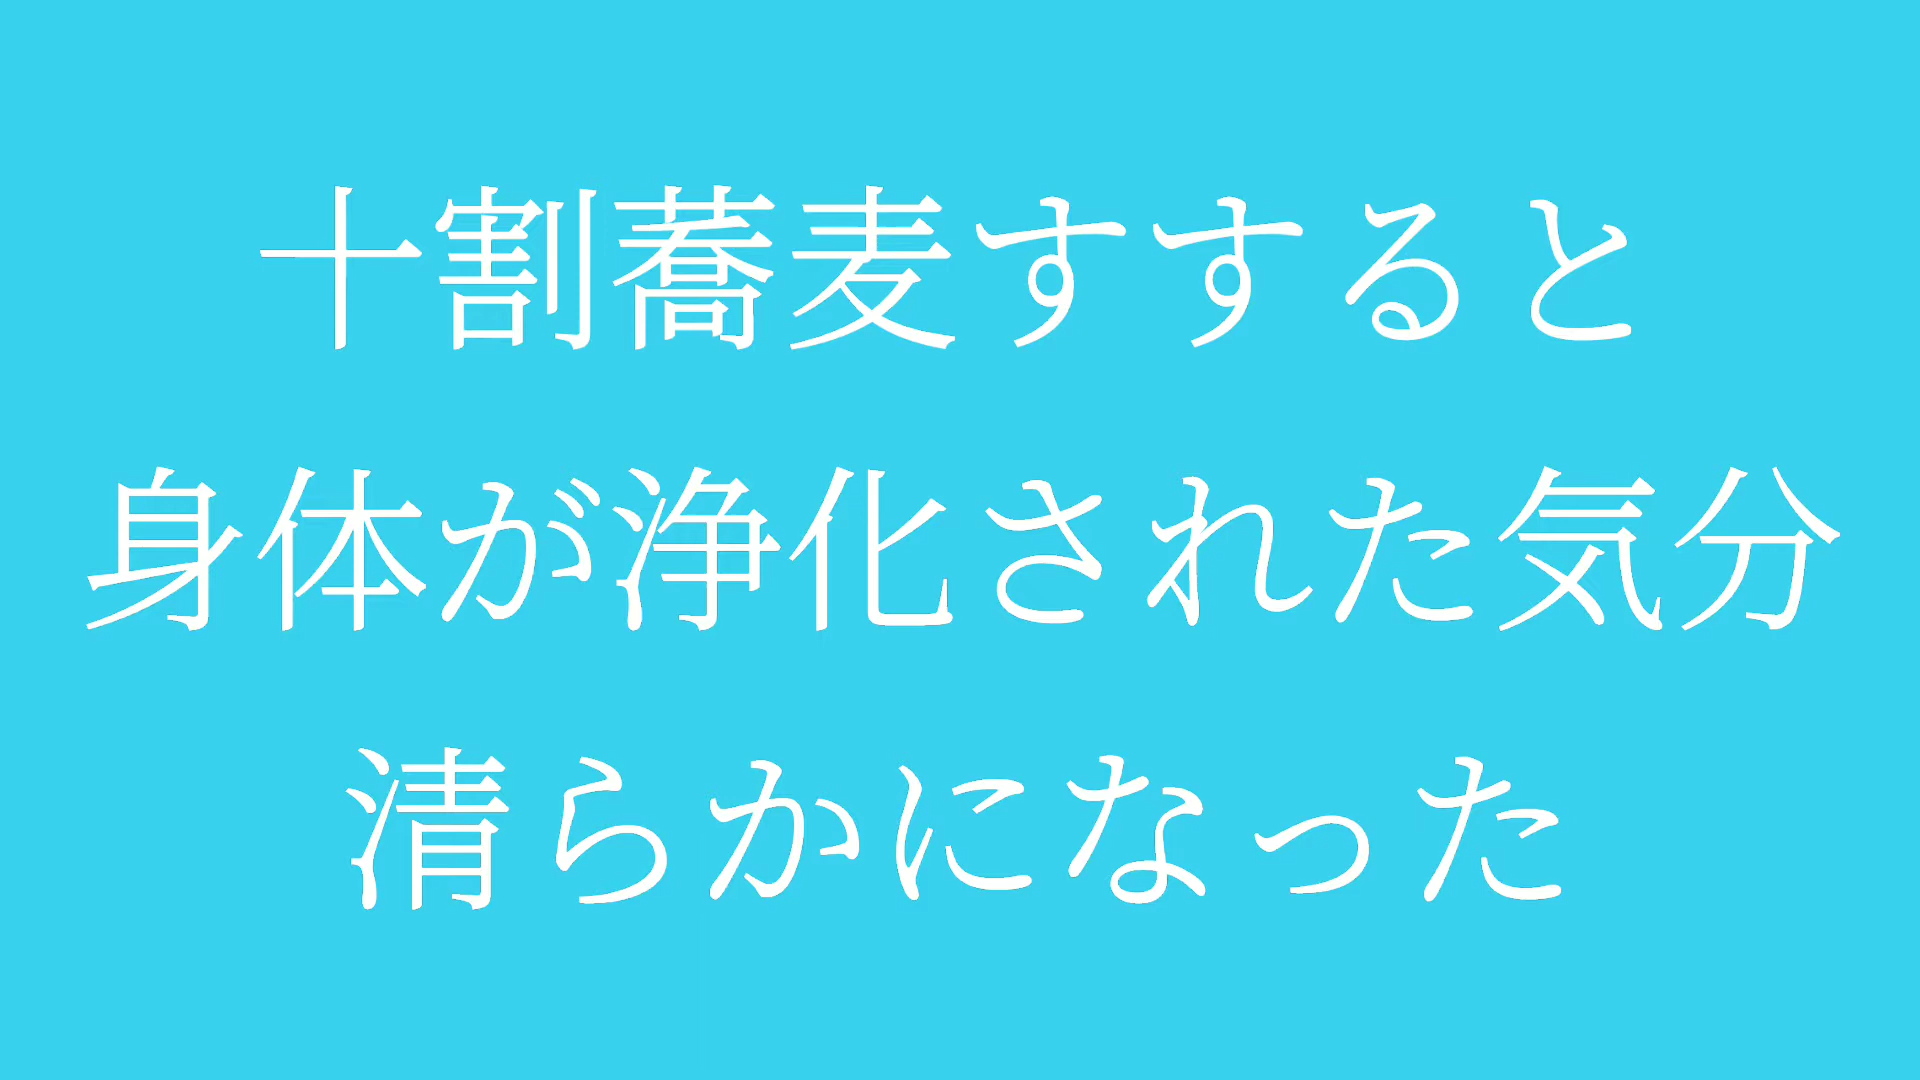 十割蕎麦すすると
身体が浄化された気分
清らかになった